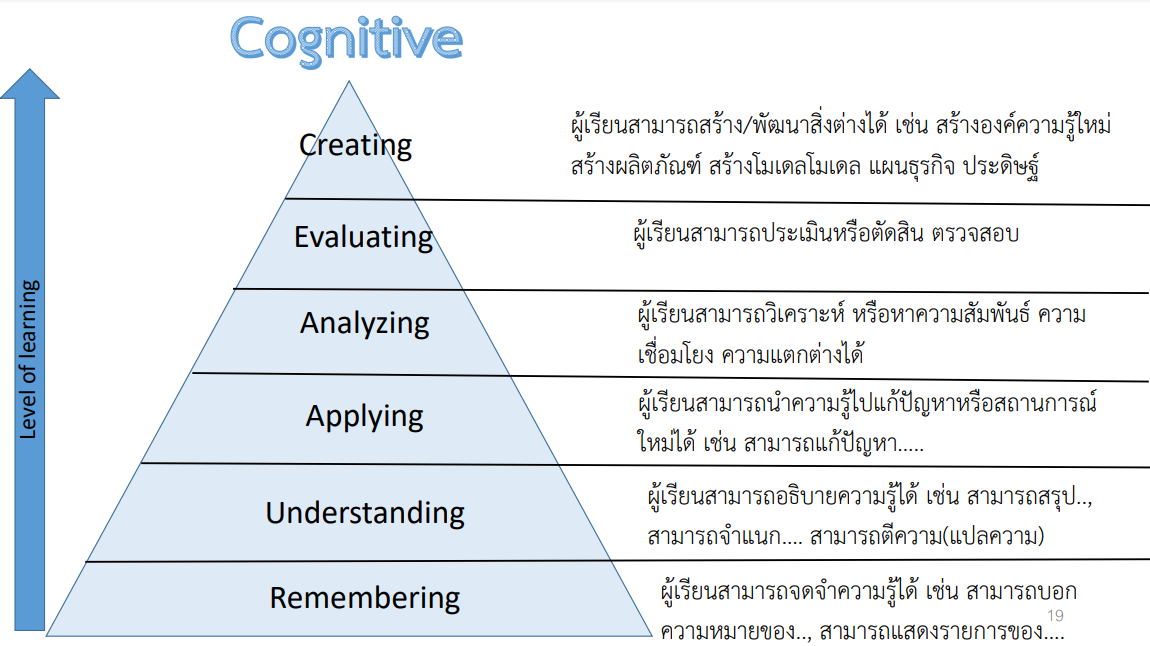 Cognitive
Level of learning
Creating
ผู้เรียนสามารถสร้าง/พัฒนาสิ่งต่างได้ เช่น สร้างองค์ความรู้ใหม่
สร้างผลิตภัณฑ์ สร้างโมเดลโมเดล แผนธุรกิจ ประดิษฐ์
Evaluating
ผู้เรียนสามารถประเมินหรือตัดสิน ตรวจสอบ
Analyzing
ผู้เรียนสามารถวิเคราะห์ หรือหาความสัมพันธ์ ความ
เชื่อมโยง ความแตกต่างได้
Applying
ผู้เรียนสามารถนำความรู้ไปแก้ปัญหาหรือสถานการณ์
ใหม่ได้ เช่น สามารถแก้ปัญหา.....
Understanding
ผู้เรียนสามารถอธิบายความรู้ได้ เช่น สามารถสรุป..,
สามารถจำแนก.... สามารถตีความ(แปลความ)
Remembering
ผู้เรียนสามารถจดจำความรู้ได้ เช่น สามารถบอก
ความหมายของ.., สามารถแสดงรายการของ....
19